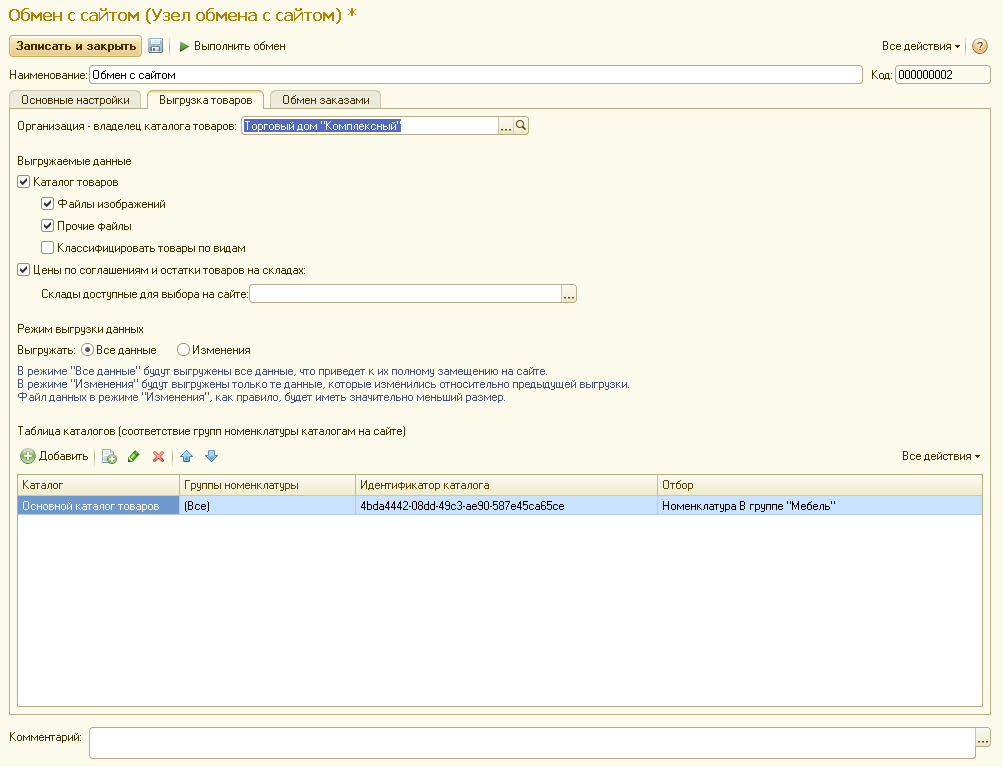 Обмен с сайтом (Узел обмена с сайтом) *
Записать и закрыть Выполнить обмен Все действия ?
Наименование: Обмен с сайтом Код: 000000002
Основные настройки Выгрузка товаров Обмен заказами
Организация - владелец каталога товаров: Торговый дом "Комплексный" ...
Выгружаемые данные
Каталог товаров
Файлы изображений
Прочие файлы
Классифицировать товары по видам
Цены по соглашениям и остатки товаров на складах:
Склады доступные для выбора на сайте: ...
Режим выгрузки данных
Выгружать: Все данные Изменения
В режиме "Все данные" будут выгружены все данные, что приведет к их полному замещению на сайте.
В режиме "Изменения" будут выгружены только те данные, которые изменились относительно предыдущей выгрузки.
Файл данных в режиме "Изменения", как правило, будет иметь значительно меньший размер.
Таблица каталогов (соответствие групп номенклатуры каталогам на сайте)
Добавить Все действия
Каталог Группы номенклатуры Идентификатор каталога Отбор
Основной каталог товаров (Все) 4bda4442-08dd-49c3-ae90-587e45ca65ce Номенклатура В группе "Мебель"
Комментарий: ...